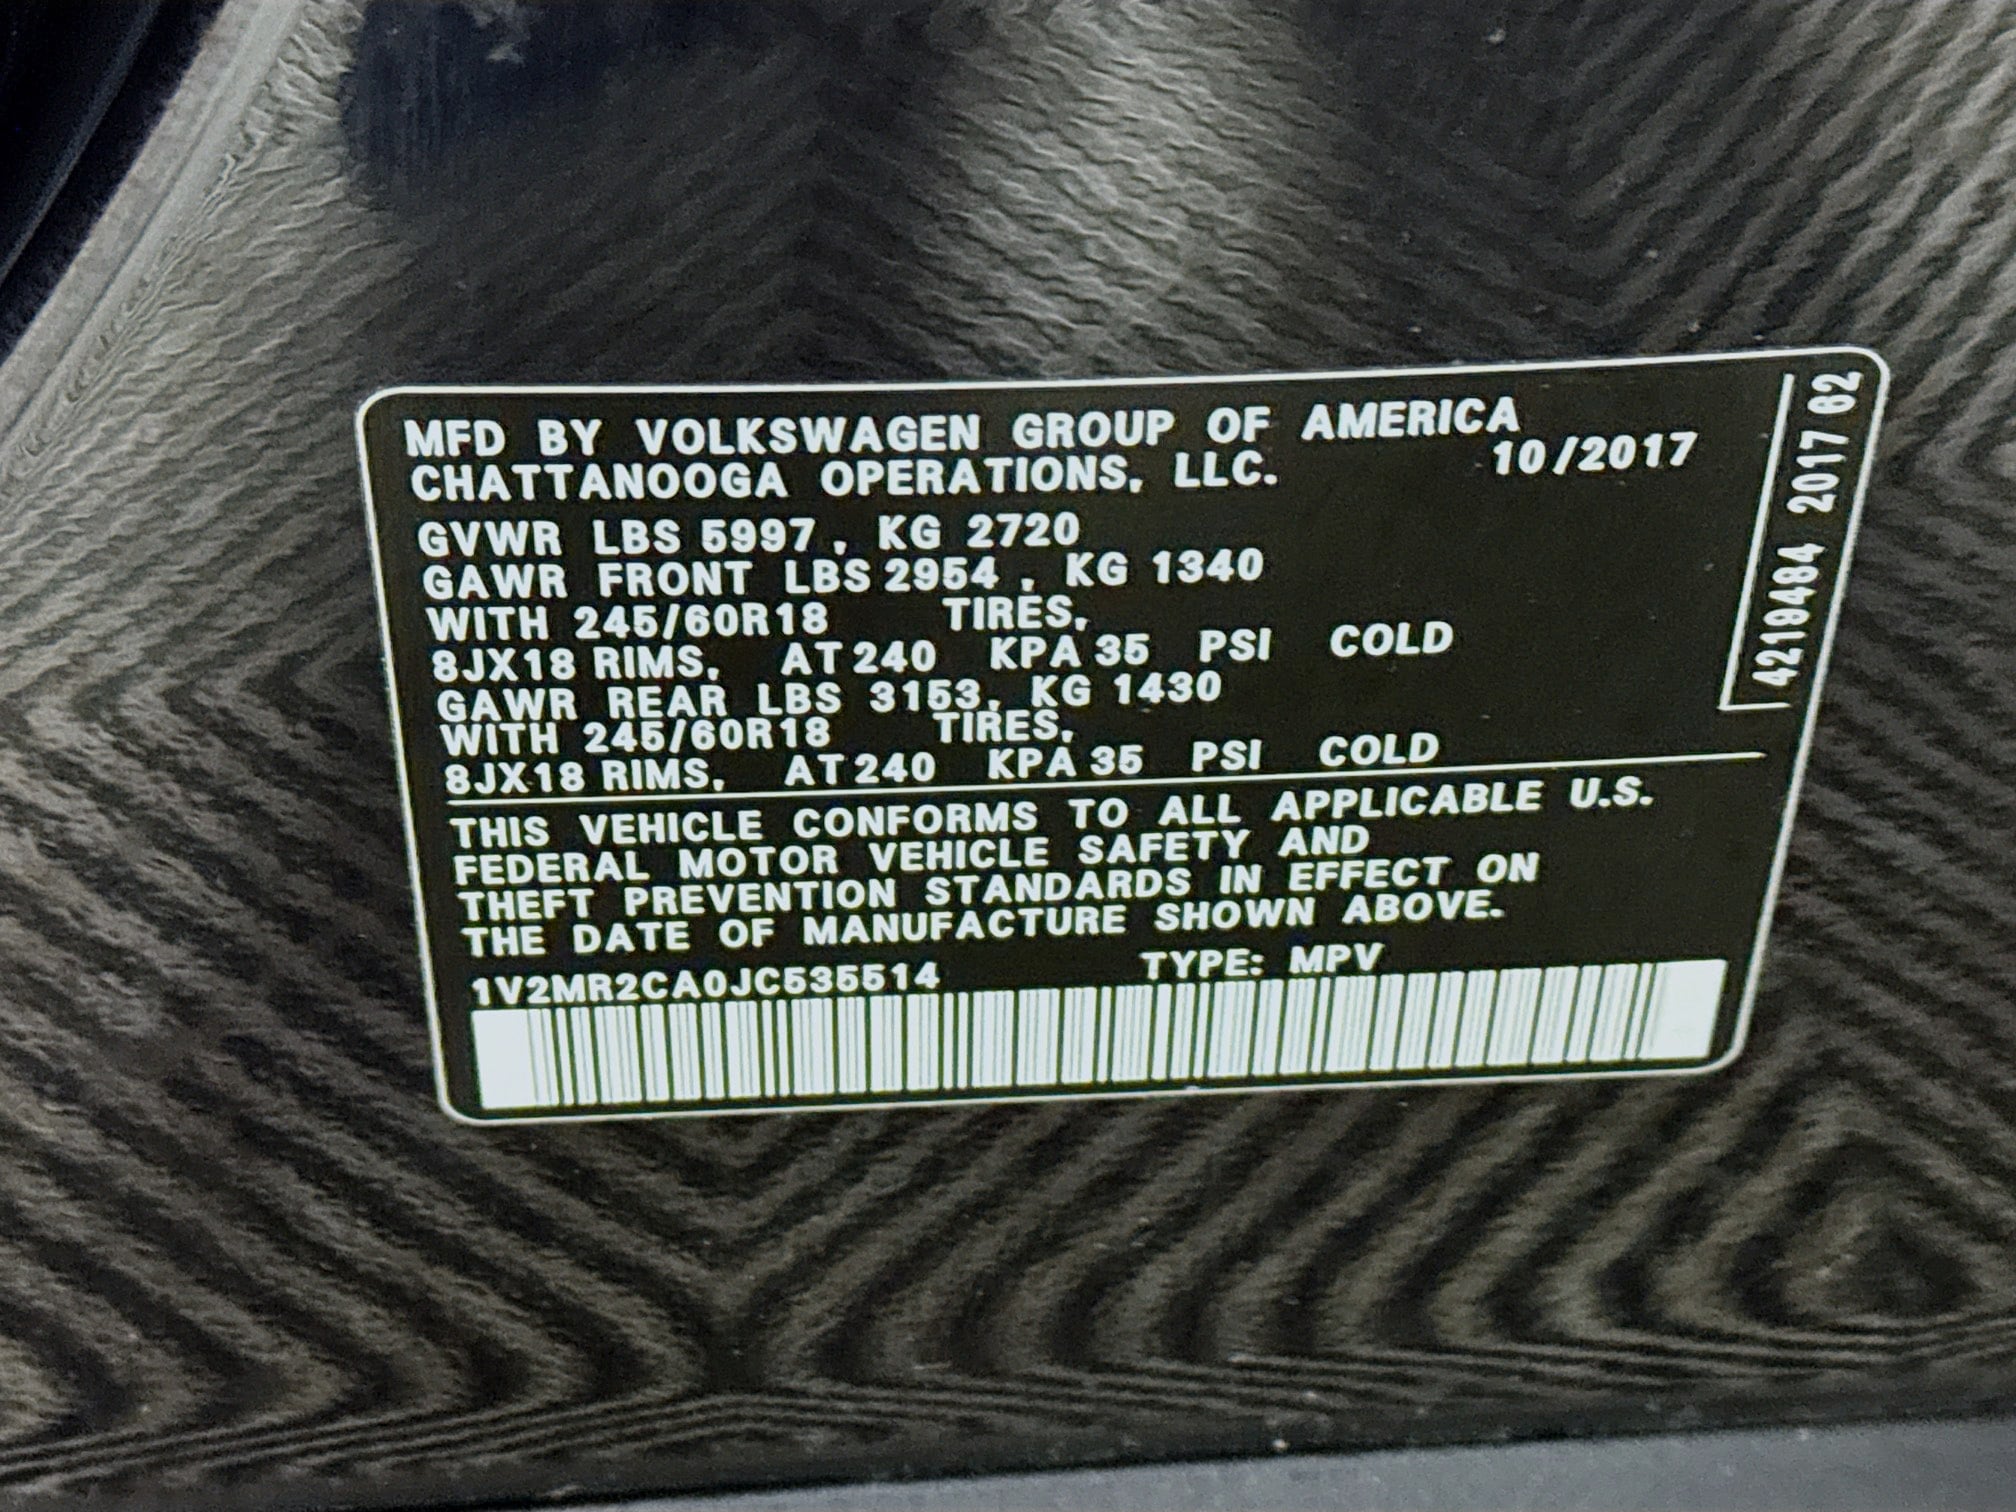 MFD BY VOLKSWAGEN GROUP OF AMERICA
CHATTANOOGA OPERATIONS, LLC. 10/2017
GVWR LBS 5997 , KG 2720
GAWR FRONT LBS 2954 , KG 1340
WITH 245/60R18 TIRES,
8JX18 RIMS, AT 240 KPA 35 PSI COLD
GAWR REAR LBS 3153, KG 1430
WITH 245/60R18 TIRES,
8JX18 RIMS, AT 240 KPA 35 PSI COLD
THIS VEHICLE CONFORMS TO ALL APPLICABLE U.S.
FEDERAL MOTOR VEHICLE SAFETY AND
THEFT PREVENTION STANDARDS IN EFFECT ON
THE DATE OF MANUFACTURE SHOWN ABOVE.
1V2MR2CA0JC535514 TYPE: MPV
42194484 2017 62